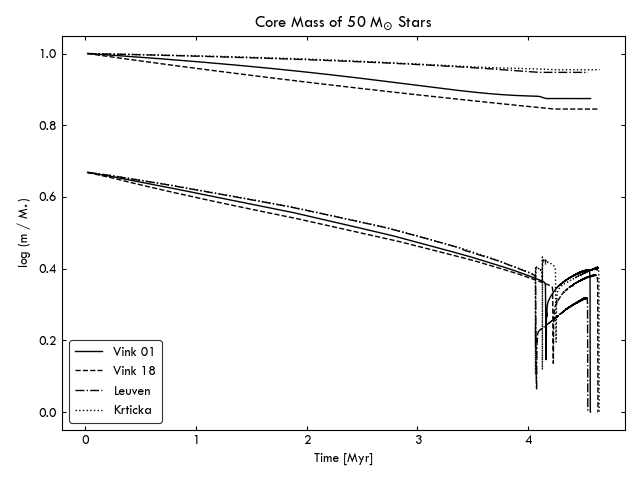 Core Mass of 50 M⊙ Stars
log (m / M⋆)
1.0
0.8
0.6
0.4
0.2
0.0
Vink 01
Vink 18
Leuven
Krticka
0 1 2 3 4
Time [Myr]